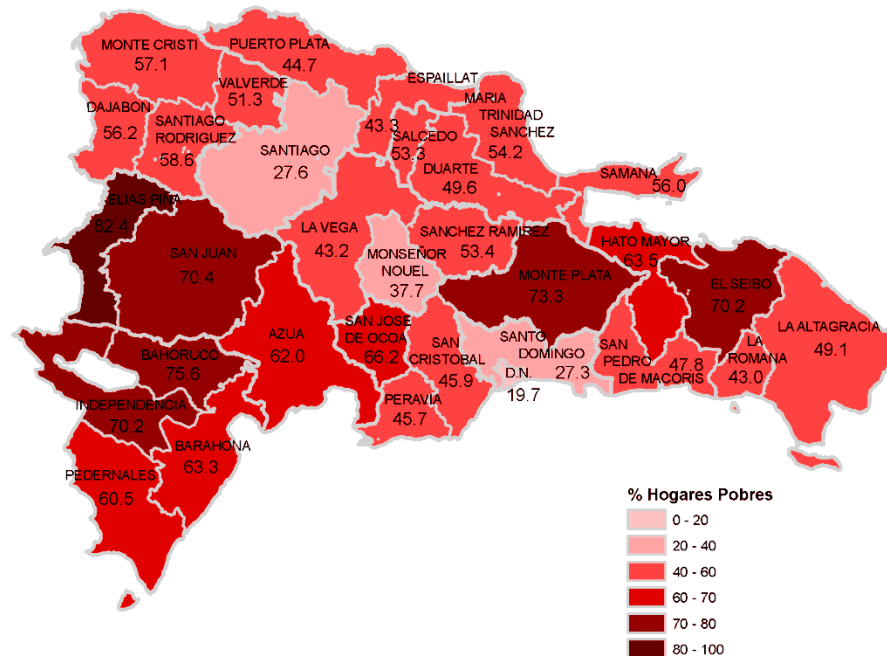 MONTE CRISTI
57.1
PUERTO PLATA
44.7
VALVERDE
51.3
ESPAILLAT
43.3
MARIA
TRINIDAD
SANCHEZ
54.2
DAJABON
56.2
SANTIAGO
RODRIGUEZ
58.6
SANTIAGO
27.6
SALCEDO
53.3
DUARTE
49.6
SAMANA
56.0
ELIAS PIÑA
82.4
SAN JUAN
70.4
LA VEGA
43.2
MONSEÑOR
NOUEL
37.7
SANCHEZ RAMIREZ
53.4
MONTE PLATA
73.3
HATO MAYOR
63.5
EL SEIBO
70.2
LA ALTAGRACIA
49.1
AZUA
62.0
SAN JOSE
DE OCOA
66.2
SAN
CRISTOBAL
45.9
SANTO
DOMINGO
27.3
D.N.
19.7
SAN
PEDRO
DE MACORIS
47.8
LA
ROMANA
43.0
BAHORUCO
75.6
INDEPENDENCIA
70.2
BARAHONA
63.3
PERAVIA
45.7
PEDERNALES
60.5
% Hogares Pobres
0 - 20
20 - 40
40 - 60
60 - 70
70 - 80
80 - 100